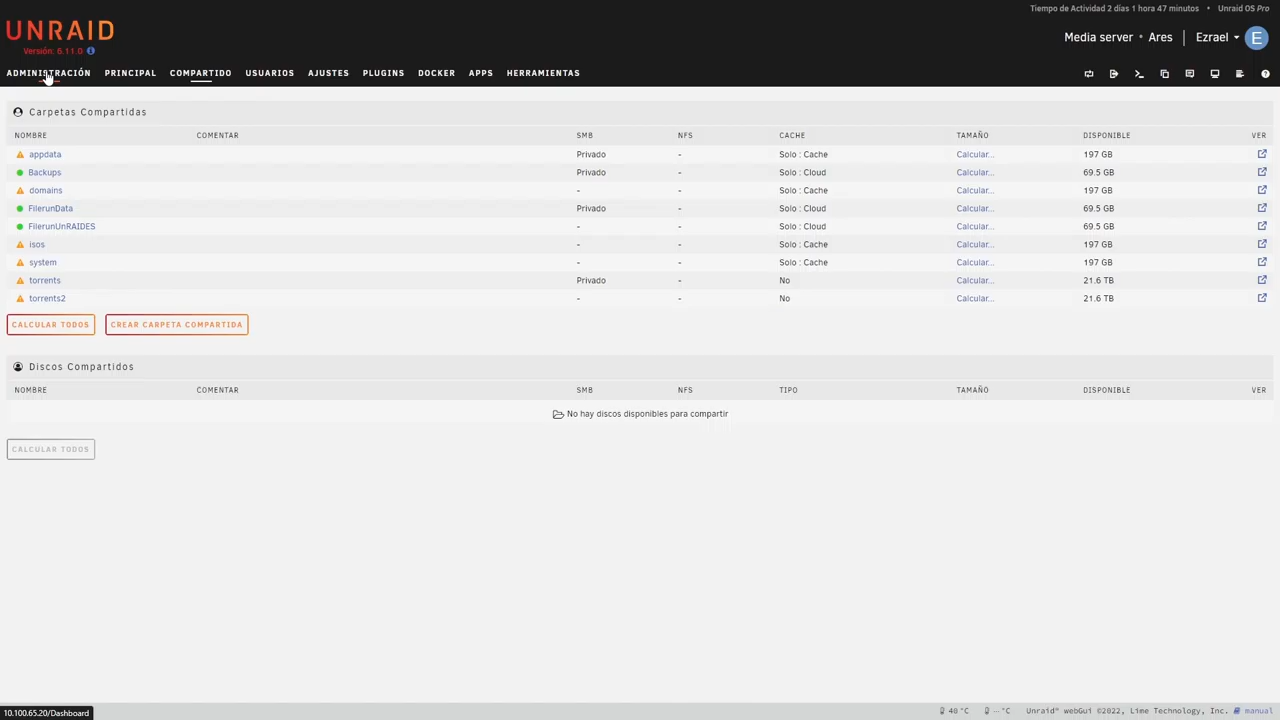 Tiempo de Actividad 2 días 1 hora 47 minutos • Unraid OS Pro
UNRAID
Versión: 6.11.0
Media server • Ares | Ezrael E
ADMINISTRACIÓN PRINCIPAL COMPARTIDO USUARIOS AJUSTES PLUGINS DOCKER APPS HERRAMIENTAS
Carpetas Compartidas
NOMBRE COMENTAR SMB NFS CACHE TAMAÑO DISPONIBLE VER
appdata Privado - Solo : Cache Calcular... 197 GB
Backups Privado - Solo : Cloud Calcular... 69.5 GB
domains - - Solo : Cache Calcular... 197 GB
FilerunData Privado - Solo : Cloud Calcular... 69.5 GB
FilerunUnRAIDES - - Solo : Cloud Calcular... 69.5 GB
isos - - Solo : Cache Calcular... 197 GB
system - - Solo : Cache Calcular... 197 GB
torrents Privado - No Calcular... 21.6 TB
torrents2 - - No Calcular... 21.6 TB
CALCULAR TODOS CREAR CARPETA COMPARTIDA
Discos Compartidos
NOMBRE COMENTAR SMB NFS TIPO TAMAÑO DISPONIBLE VER
No hay discos disponibles para compartir
CALCULAR TODOS
10.100.65.20/Dashboard
40 °C -- °C Unraid® webGui ©2022, Lime Technology, Inc. manual